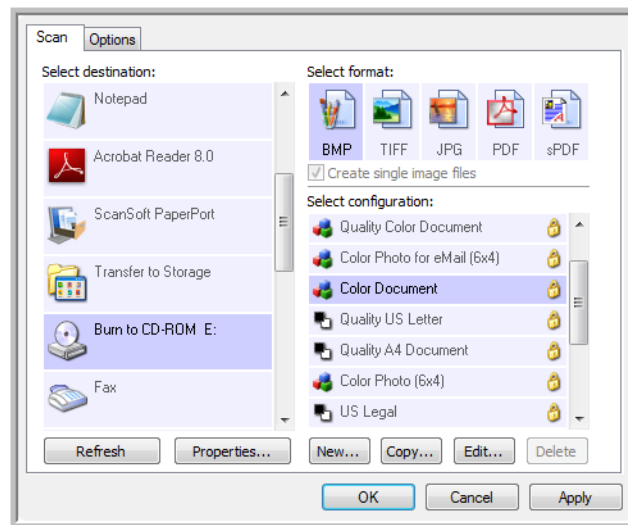 Scan
Options
Select destination:
Notepad
Acrobat Reader 8.0
ScanSoft PaperPort
Transfer to Storage
Burn to CD-ROM  E:
Fax
Refresh
Properties...
Select format:
BMP
TIFF
JPG
PDF
sPDF
Create single image files
Select configuration:
Quality Color Document
Color Photo for eMail (6x4)
Color Document
Quality US Letter
Quality A4 Document
Color Photo (6x4)
US Legal
New...
Copy...
Edit...
Delete
OK
Cancel
Apply